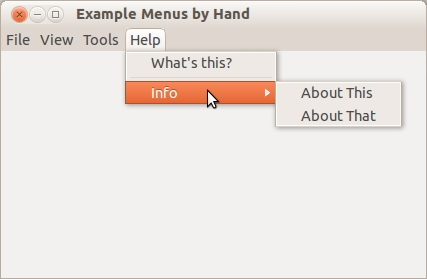 Example Menus by Hand
File View Tools Help
What's this?
Info
About This
About That